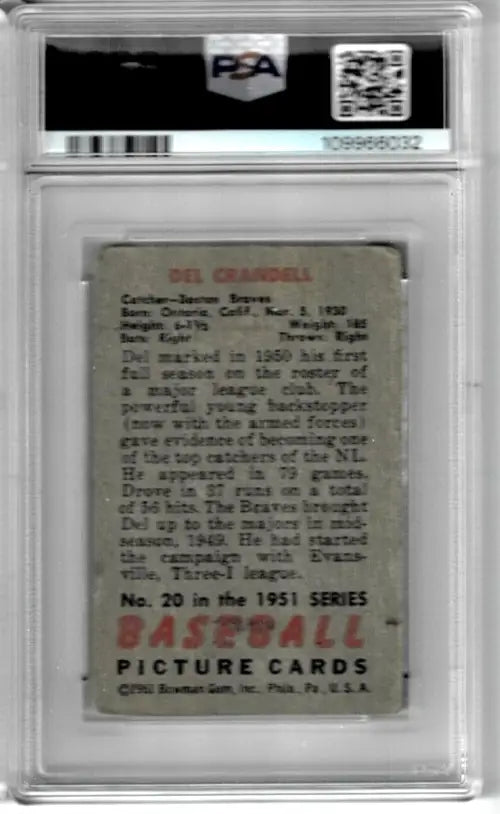 PSA
109966032
DEL CRANDELL
Catcher—Boston Braves
Born: Ontario, Calif., Mar. 5, 1930
Height: 6-1½ Weight: 185
Bats: Right Throws: Right
Del marked in 1950 his first
full season on the roster of
a major league club. The
powerful young backstopper
(now with the armed forces)
gave evidence of becoming one
of the top catchers of the NL.
He appeared in 79 games.
Drove in 37 runs on a total
of 56 hits. The Braves brought
Del up to the majors in mid-
season, 1949. He had started
the campaign with Evans-
ville, Three-I league.
No. 20 in the 1951 SERIES
BASEBALL
PICTURE CARDS
©1951 Bowman Gum, Inc., Phila., Pa., U. S. A.